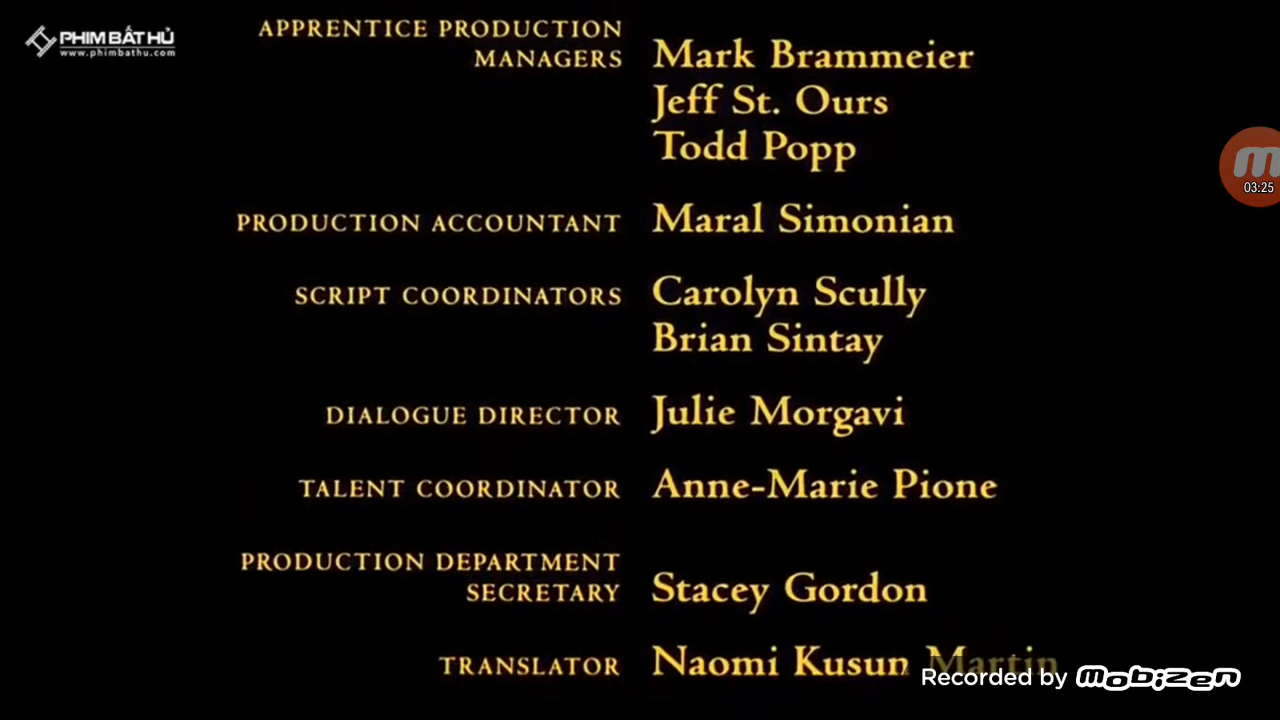 PHIM BẤT HỦ
www.phimbathu.com
APPRENTICE PRODUCTION
MANAGERS
Mark Brammeier
Jeff St. Ours
Todd Popp
03:25
PRODUCTION ACCOUNTANT Maral Simonian
SCRIPT COORDINATORS Carolyn Scully
Brian Sintay
DIALOGUE DIRECTOR Julie Morgavi
TALENT COORDINATOR Anne-Marie Pione
PRODUCTION DEPARTMENT
SECRETARY Stacey Gordon
TRANSLATOR Naomi Kusun Martin
Recorded by mobizen